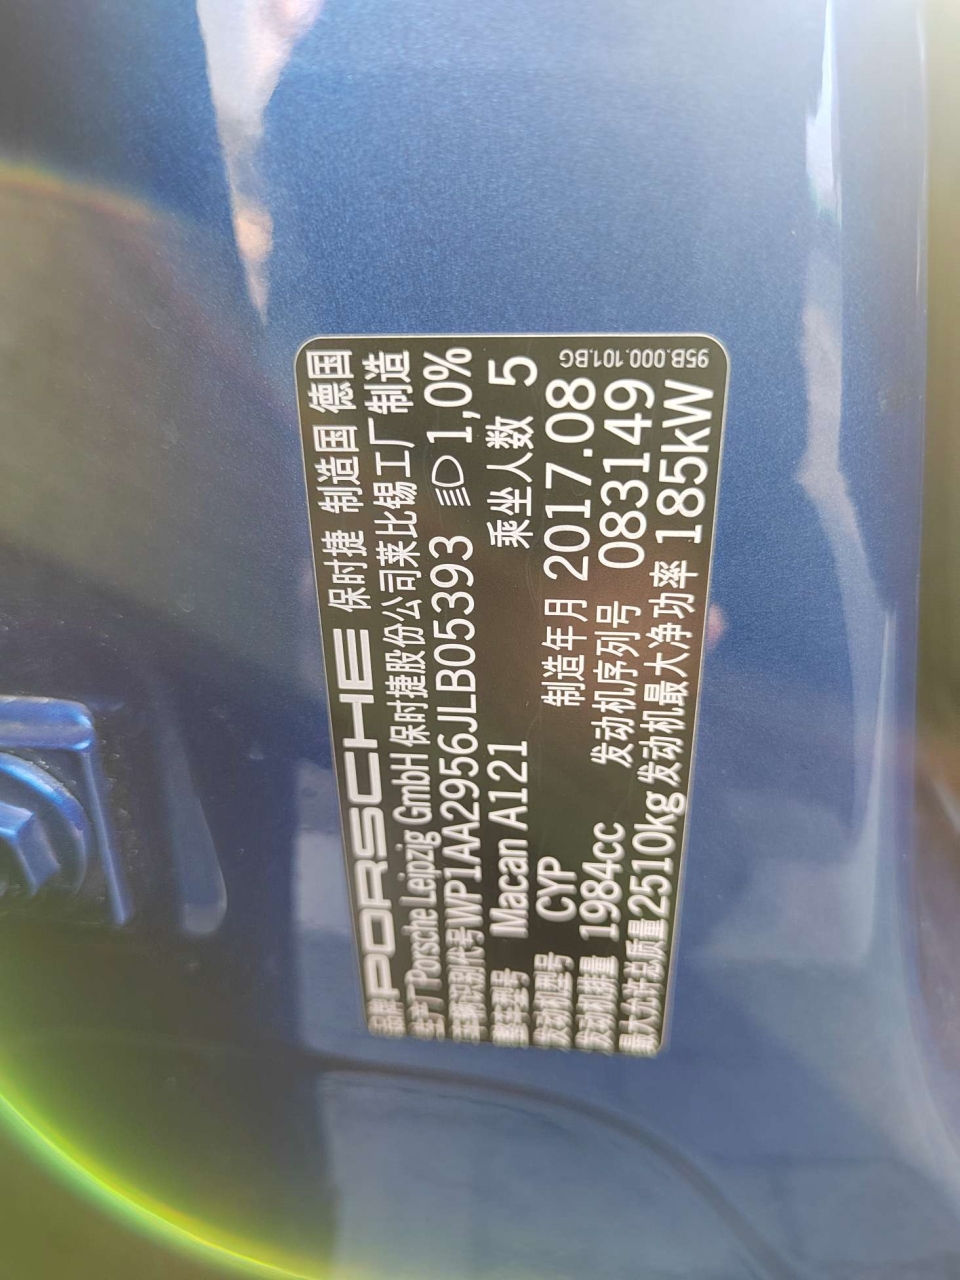 品牌 PORSCHE 保时捷 制造国 德国
生产厂 Porsche Leipzig GmbH 保时捷股份公司莱比锡工厂 制造
车辆识别代号 WP1AA2956JLB05393 1,0%
整车型号 Macan A121 乘坐人数 5
发动机型号 CYP 制造年月 2017.08
发动机排量 1984cc 发动机序列号 083149
最大允许总质量 2510kg 发动机最大净功率 185kW
95B.000.101.BG